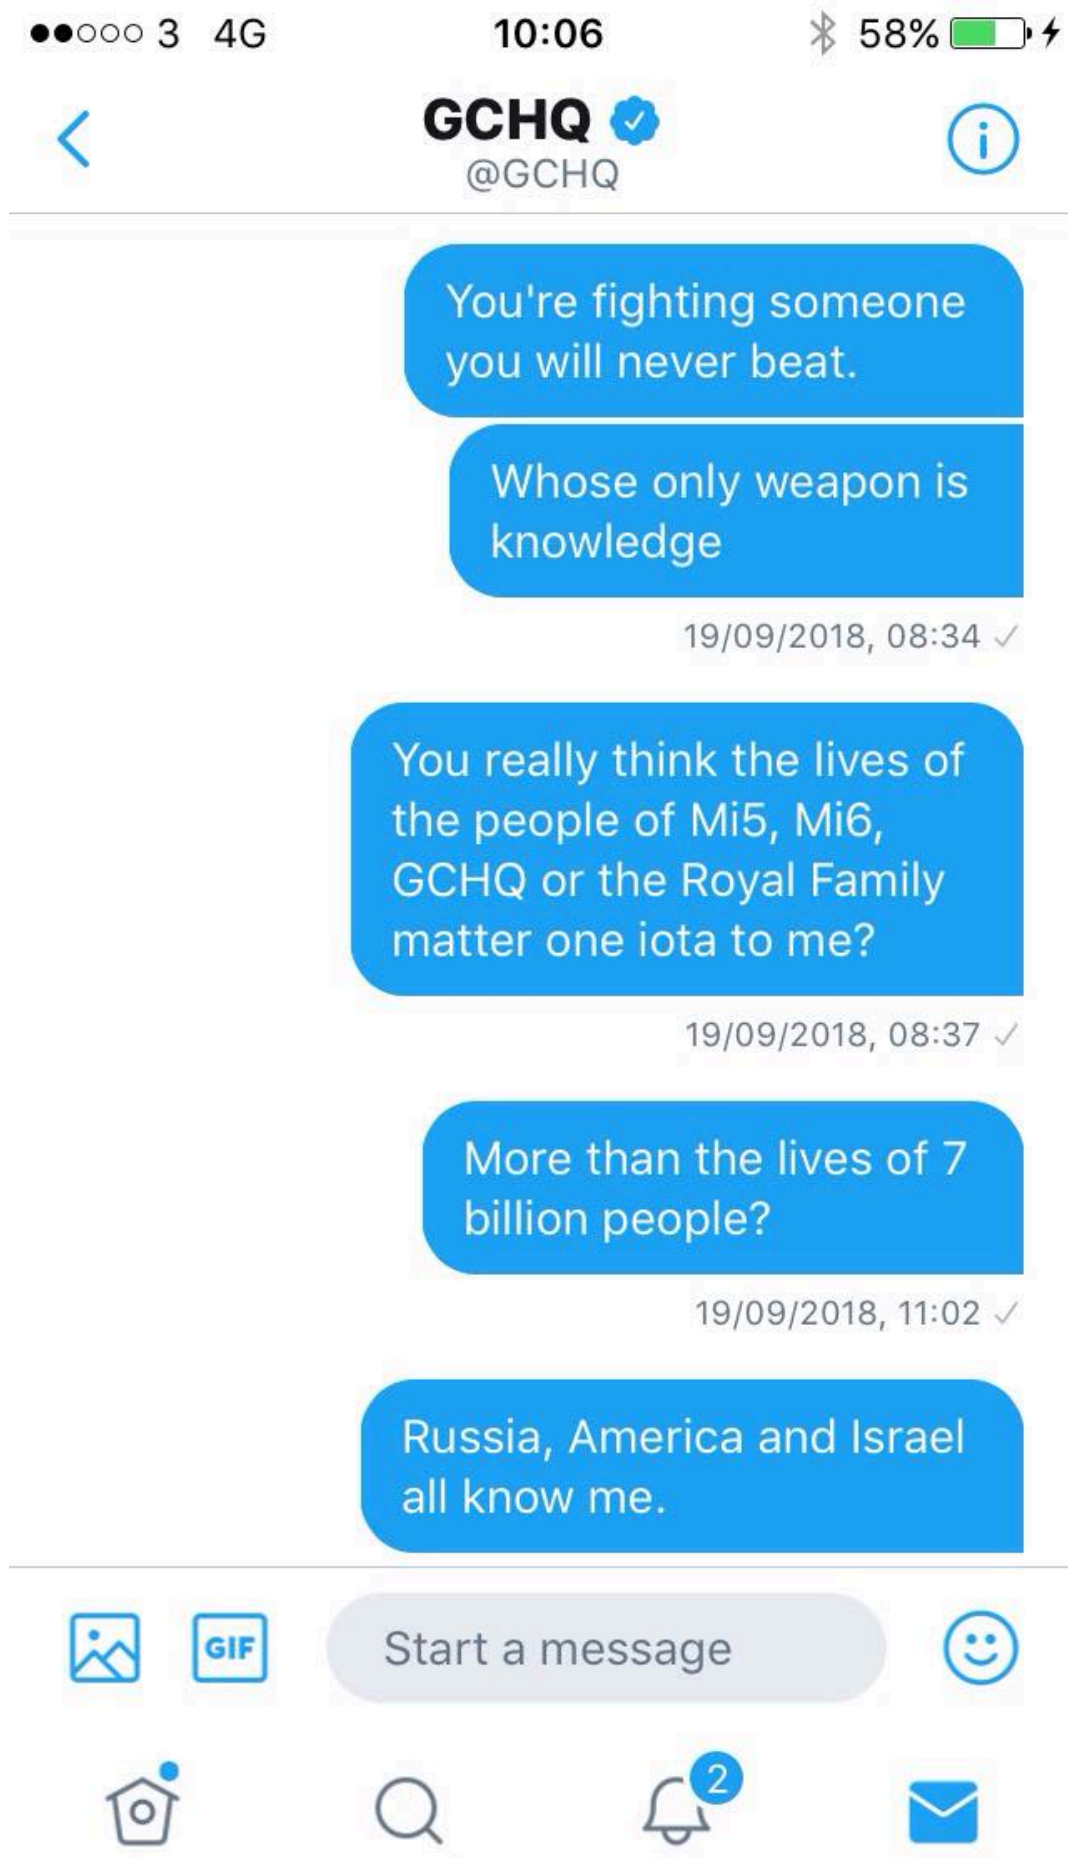 3 4G 10:06 58%
GCHQ
@GCHQ
You're fighting someone
you will never beat.
Whose only weapon is
knowledge
19/09/2018, 08:34
You really think the lives of
the people of Mi5, Mi6,
GCHQ or the Royal Family
matter one iota to me?
19/09/2018, 08:37
More than the lives of 7
billion people?
19/09/2018, 11:02
Russia, America and Israel
all know me.
GIF Start a message
2